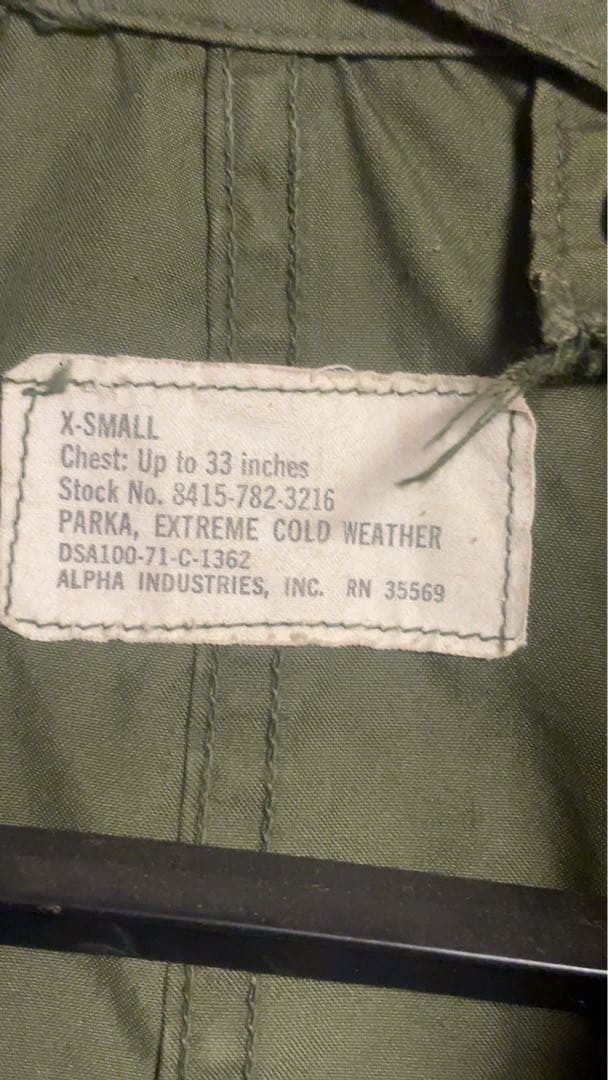 X-SMALL
Chest: Up to 33 inches
Stock No. 8415-782-3216
PARKA, EXTREME COLD WEATHER
DSA100-71-C-1362
ALPHA INDUSTRIES, INC. RN 35569